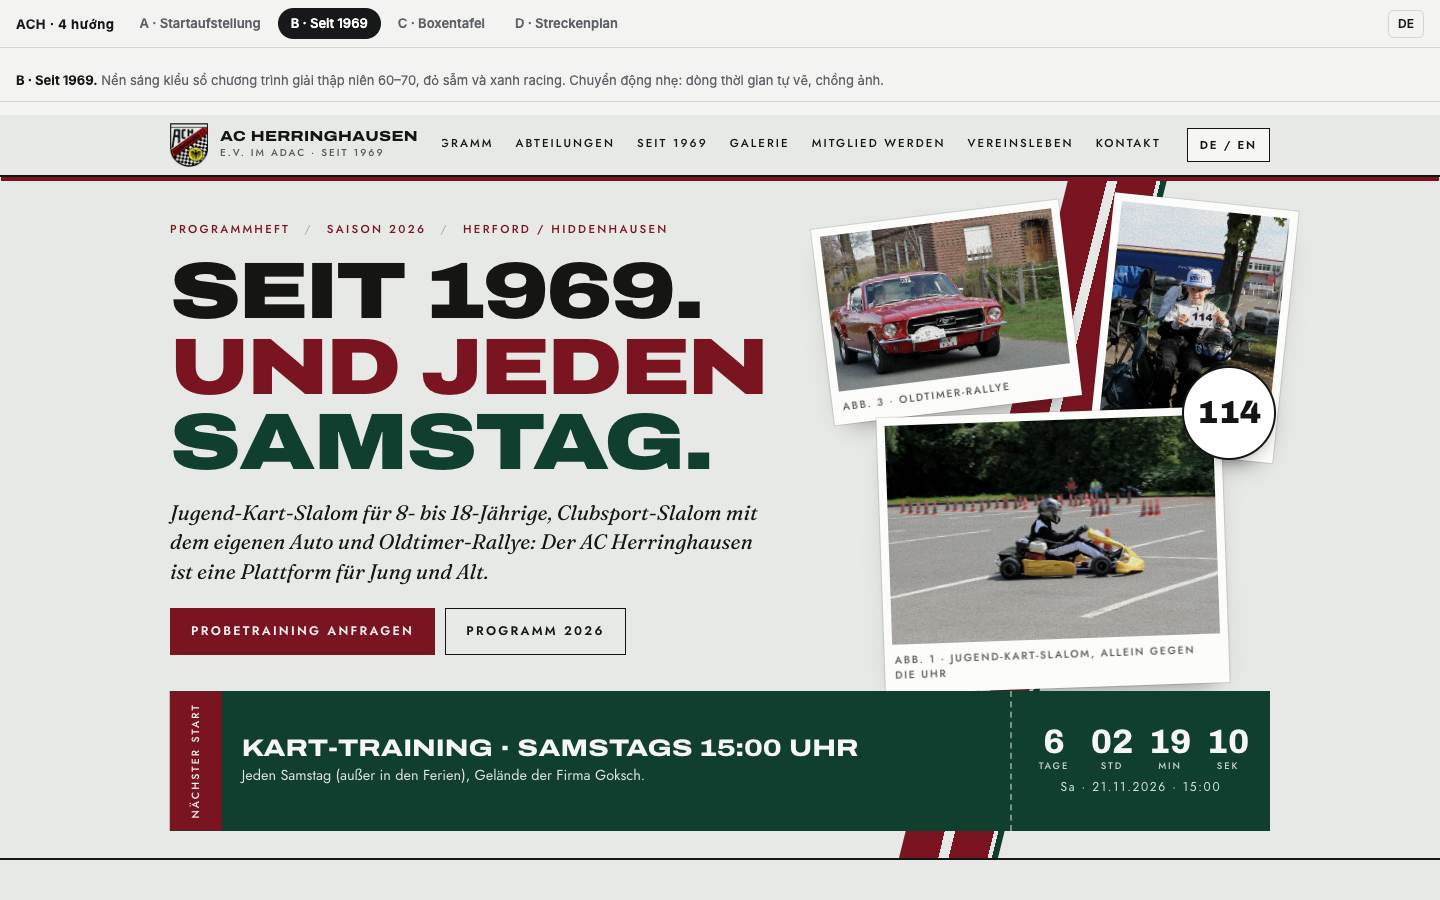 ACH · 4 hướng
A · Startaufstellung
B · Seit 1969
C · Boxentafel
D · Streckenplan
DE
B · Seit 1969. Nền sáng kiểu sổ chương trình giải thập niên 60–70, đỏ sẫm và xanh racing. Chuyển động nhẹ: dòng thời gian tự vẽ, chồng ảnh.
ACH
AC HERRINGHAUSEN
E.V. IM ADAC · SEIT 1969
GRAMM
ABTEILUNGEN
SEIT 1969
GALERIE
MITGLIED WERDEN
VEREINSLEBEN
KONTAKT
DE / EN
PROGRAMMHEFT / SAISON 2026 / HERFORD / HIDDENHAUSEN
SEIT 1969.
UND JEDEN
SAMSTAG.
Jugend-Kart-Slalom für 8- bis 18-Jährige, Clubsport-Slalom mit
dem eigenen Auto und Oldtimer-Rallye: Der AC Herringhausen
ist eine Plattform für Jung und Alt.
PROBETRAINING ANFRAGEN
PROGRAMM 2026
ABB. 3 · OLDTIMER-RALLYE
114
114
ABB. 1 · JUGEND-KART-SLALOM, ALLEIN GEGEN
DIE UHR
NÄCHSTER START
KART-TRAINING · SAMSTAGS 15:00 UHR
Jeden Samstag (außer in den Ferien), Gelände der Firma Goksch.
6 02 19 10
TAGE STD MIN SEK
Sa · 21.11.2026 · 15:00